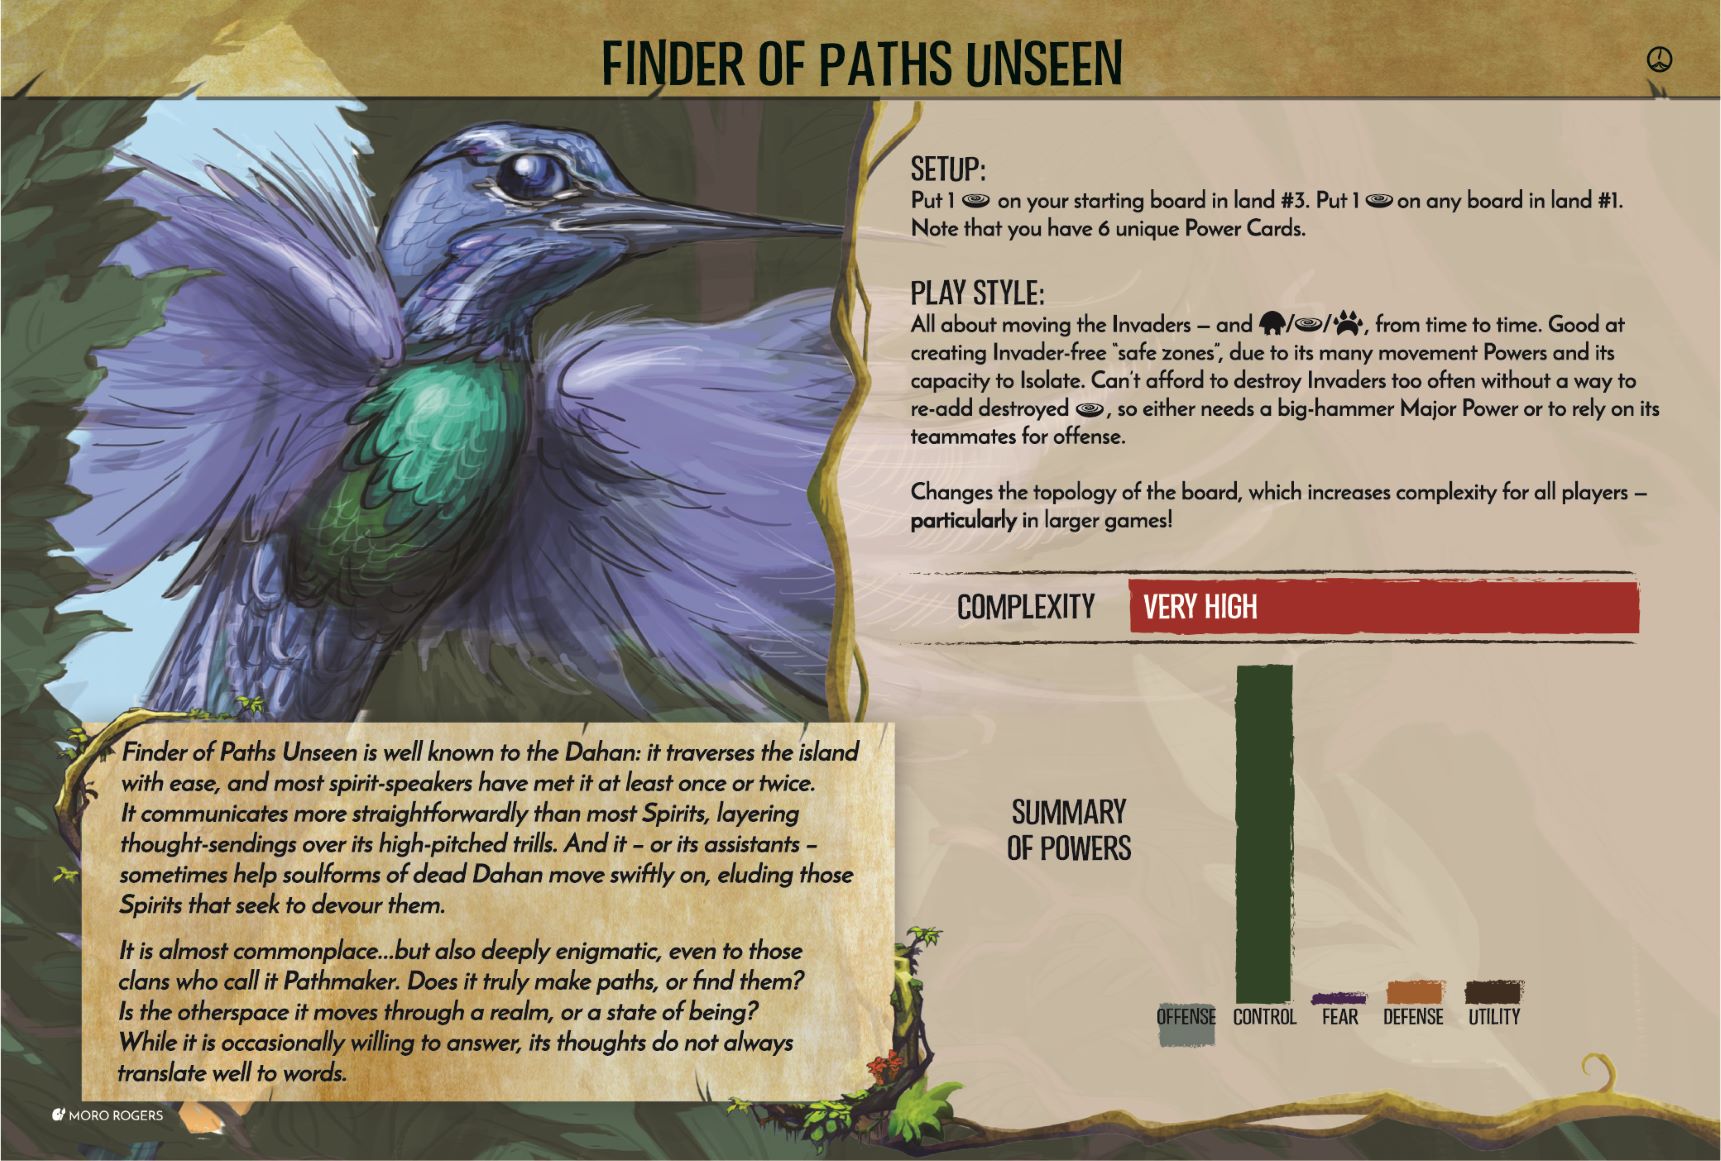 FINDER OF PATHS UNSEEN
SETUP:
Put 1 on your starting board in land #3. Put 1 on any board in land #1.
Note that you have 6 unique Power Cards.
PLAY STYLE:
All about moving the Invaders – and / / , from time to time. Good at
creating Invader-free "safe zones", due to its many movement Powers and its
capacity to Isolate. Can't afford to destroy Invaders too often without a way to
re-add destroyed , so either needs a big-hammer Major Power or to rely on its
teammates for offense.
Changes the topology of the board, which increases complexity for all players –
particularly in larger games!
COMPLEXITY VERY HIGH
SUMMARY
OF POWERS
OFFENSE CONTROL FEAR DEFENSE UTILITY
Finder of Paths Unseen is well known to the Dahan: it traverses the island
with ease, and most spirit-speakers have met it at least once or twice.
It communicates more straightforwardly than most Spirits, layering
thought-sendings over its high-pitched trills. And it – or its assistants –
sometimes help soulforms of dead Dahan move swiftly on, eluding those
Spirits that seek to devour them.
It is almost commonplace...but also deeply enigmatic, even to those
clans who call it Pathmaker. Does it truly make paths, or find them?
Is the otherspace it moves through a realm, or a state of being?
While it is occasionally willing to answer, its thoughts do not always
translate well to words.
MORO ROGERS